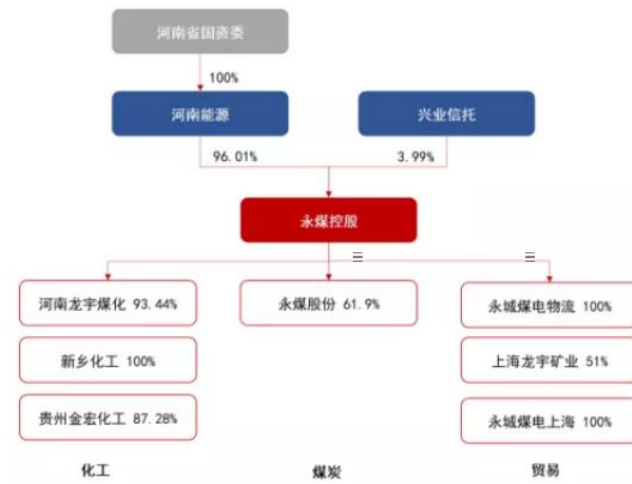 河南省国资委
100%
河南能源
兴业信托
96.01%
3.99%
永煤控股
河南龙宇煤化 93.44%
永煤股份 61.9%
永城煤电物流 100%
新乡化工 100%
上海龙宇矿业 51%
贵州金宏化工 87.28%
永城煤电上海 100%
化工
煤炭
贸易